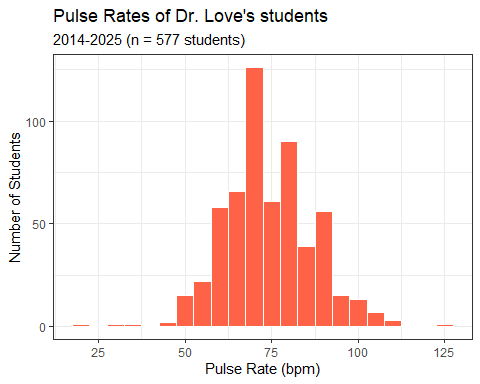 Pulse Rates of Dr. Love's students
2014-2025 (n = 577 students)
Number of Students
100
50
0
25
50
75
100
125
Pulse Rate (bpm)